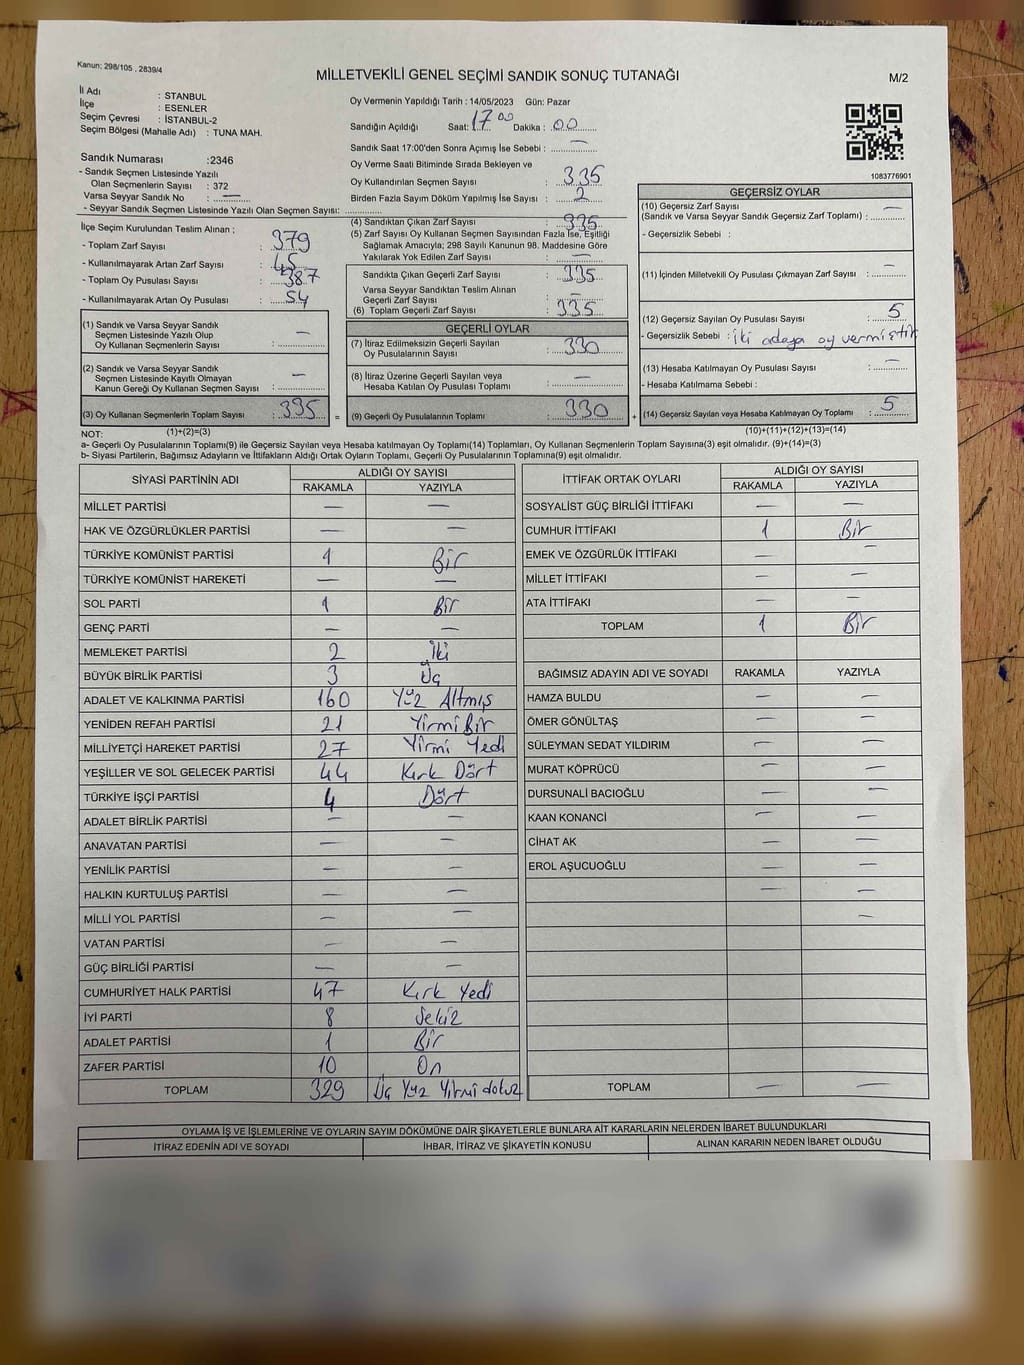 Kanun: 298/105 , 2839/4
MİLLETVEKİLİ GENEL SEÇİMİ SANDIK SONUÇ TUTANAĞI
M/2
İl Adı : STANBUL
İlçe : ESENLER
Seçim Çevresi : İSTANBUL-2
Seçim Bölgesi (Mahalle Adı) : TUNA MAH.
Sandık Numarası :2346
- Sandık Seçmen Listesinde Yazılı
Olan Seçmenlerin Sayısı : 372
Varsa Seyyar Sandık No : —
- Seyyar Sandık Seçmen Listesinde Yazılı Olan Seçmen Sayısı:
İlçe Seçim Kurulundan Teslim Alınan ;
- Toplam Zarf Sayısı : 379
- Kullanılmayarak Artan Zarf Sayısı : 45
- Toplam Oy Pusulası Sayısı : 387
- Kullanılmayarak Artan Oy Pusulası : 54
(1) Sandık ve Varsa Seyyar Sandık
Seçmen Listesinde Yazılı Olup
Oy Kullanan Seçmenlerin Sayısı : —
(2) Sandık ve Varsa Seyyar Sandık
Seçmen Listesinde Kayıtlı Olmayan
Kanun Gereği Oy Kullanan Seçmen Sayısı : —
(3) Oy Kullanan Seçmenlerin Toplam Sayısı : 335 =
(1)+(2)=(3)
Oy Vermenin Yapıldığı Tarih : 14/05/2023 Gün: Pazar
Sandığın Açıldığı Saat: 17 00 Dakika : 00
Sandık Saat 17:00'den Sonra Açımış İse Sebebi : —
Oy Verme Saati Bitiminde Sırada Bekleyen ve
Oy Kullandırılan Seçmen Sayısı : 335
Birden Fazla Sayım Döküm Yapılmış İse Sayısı : 2
(4) Sandıktan Çıkan Zarf Sayısı : 335
(5) Zarf Sayısı Oy Kullanan Seçmen Sayısından Fazla İse, Eşitliği
Sağlamak Amacıyla; 298 Sayılı Kanunun 98. Maddesine Göre
Yakılarak Yok Edilen Zarf Sayısı : —
Sandıkta Çıkan Geçerli Zarf Sayısı : 335
Varsa Seyyar Sandıktan Teslim Alınan
Geçerli Zarf Sayısı : —
(6) Toplam Geçerli Zarf Sayısı : 335
GEÇERLİ OYLAR
(7) İtiraz Edilmeksizin Geçerli Sayılan
Oy Pusulalarının Sayısı : 330
(8) İtiraz Üzerine Geçerli Sayılan veya
Hesaba Katılan Oy Pusulası Toplamı : —
(9) Geçerli Oy Pusulalarının Toplamı : 330 +
1083776901
GEÇERSİZ OYLAR
(10) Geçersiz Zarf Sayısı
(Sandık ve Varsa Seyyar Sandık Geçersiz Zarf Toplamı) : —
- Geçersizlik Sebebi :
(11) İçinden Milletvekili Oy Pusulası Çıkmayan Zarf Sayısı : —
(12) Geçersiz Sayılan Oy Pusulası Sayısı : 5
- Geçersizlik Sebebi : iki adaya oy vermiştir
(13) Hesaba Katılmayan Oy Pusulası Sayısı : —
- Hesaba Katılmama Sebebi :
(14) Geçersiz Sayılan veya Hesaba Katılmayan Oy Toplamı : 5
(10)+(11)+(12)+(13)=(14)
NOT:
a- Geçerli Oy Pusulalarının Toplamı(9) ile Geçersiz Sayılan veya Hesaba katılmayan Oy Toplamı(14) Toplamları, Oy Kullanan Seçmenlerin Toplam Sayısına(3) eşit olmalıdır. (9)+(14)=(3)
b- Siyasi Partilerin, Bağımsız Adayların ve İttifakların Aldığı Ortak Oyların Toplamı, Geçerli Oy Pusulalarının Toplamına(9) eşit olmalıdır.
SİYASİ PARTİNİN ADI ALDIĞI OY SAYISI
RAKAMLA YAZIYLA
MİLLET PARTİSİ — —
HAK VE ÖZGÜRLÜKLER PARTİSİ — —
TÜRKİYE KOMÜNİST PARTİSİ 1 Bir
TÜRKİYE KOMÜNİST HAREKETİ — —
SOL PARTİ 1 Bir
GENÇ PARTİ — —
MEMLEKET PARTİSİ 2 İki
BÜYÜK BİRLİK PARTİSİ 3 Üç
ADALET VE KALKINMA PARTİSİ 160 Yüz Altmış
YENİDEN REFAH PARTİSİ 21 Yirmi Bir
MİLLİYETÇİ HAREKET PARTİSİ 27 Yirmi Yedi
YEŞİLLER VE SOL GELECEK PARTİSİ 44 Kırk Dört
TÜRKİYE İŞÇİ PARTİSİ 4 Dört
ADALET BİRLİK PARTİSİ — —
ANAVATAN PARTİSİ — —
YENİLİK PARTİSİ — —
HALKIN KURTULUŞ PARTİSİ — —
MİLLİ YOL PARTİSİ — —
VATAN PARTİSİ — —
GÜÇ BİRLİĞİ PARTİSİ — —
CUMHURİYET HALK PARTİSİ 47 Kırk Yedi
İYİ PARTİ 8 Sekiz
ADALET PARTİSİ 1 Bir
ZAFER PARTİSİ 10 On
TOPLAM 329 Üç Yüz Yirmi dokuz
İTTİFAK ORTAK OYLARI ALDIĞI OY SAYISI
RAKAMLA YAZIYLA
SOSYALİST GÜÇ BİRLİĞİ İTTİFAKI — —
CUMHUR İTTİFAKI 1 Bir
EMEK VE ÖZGÜRLÜK İTTİFAKI — —
MİLLET İTTİFAKI — —
ATA İTTİFAKI — —
TOPLAM 1 Bir
BAĞIMSIZ ADAYIN ADI VE SOYADI RAKAMLA YAZIYLA
HAMZA BULDU — —
ÖMER GÖNÜLTAŞ — —
SÜLEYMAN SEDAT YILDIRIM — —
MURAT KÖPRÜCÜ — —
DURSUNALİ BACIOĞLU — —
KAAN KONANCİ — —
CİHAT AK — —
EROL AŞUCUOĞLU — —
— —
—
TOPLAM — —
OYLAMA İŞ VE İŞLEMLERİNE VE OYLARIN SAYIM DÖKÜMÜNE DAİR ŞİKAYETLERLE BUNLARA AİT KARARLARIN NELERDEN İBARET BULUNDUKLARI
İTİRAZ EDENİN ADI VE SOYADI İHBAR, İTİRAZ VE ŞİKAYETİN KONUSU ALINAN KARARIN NEDEN İBARET OLDUĞU